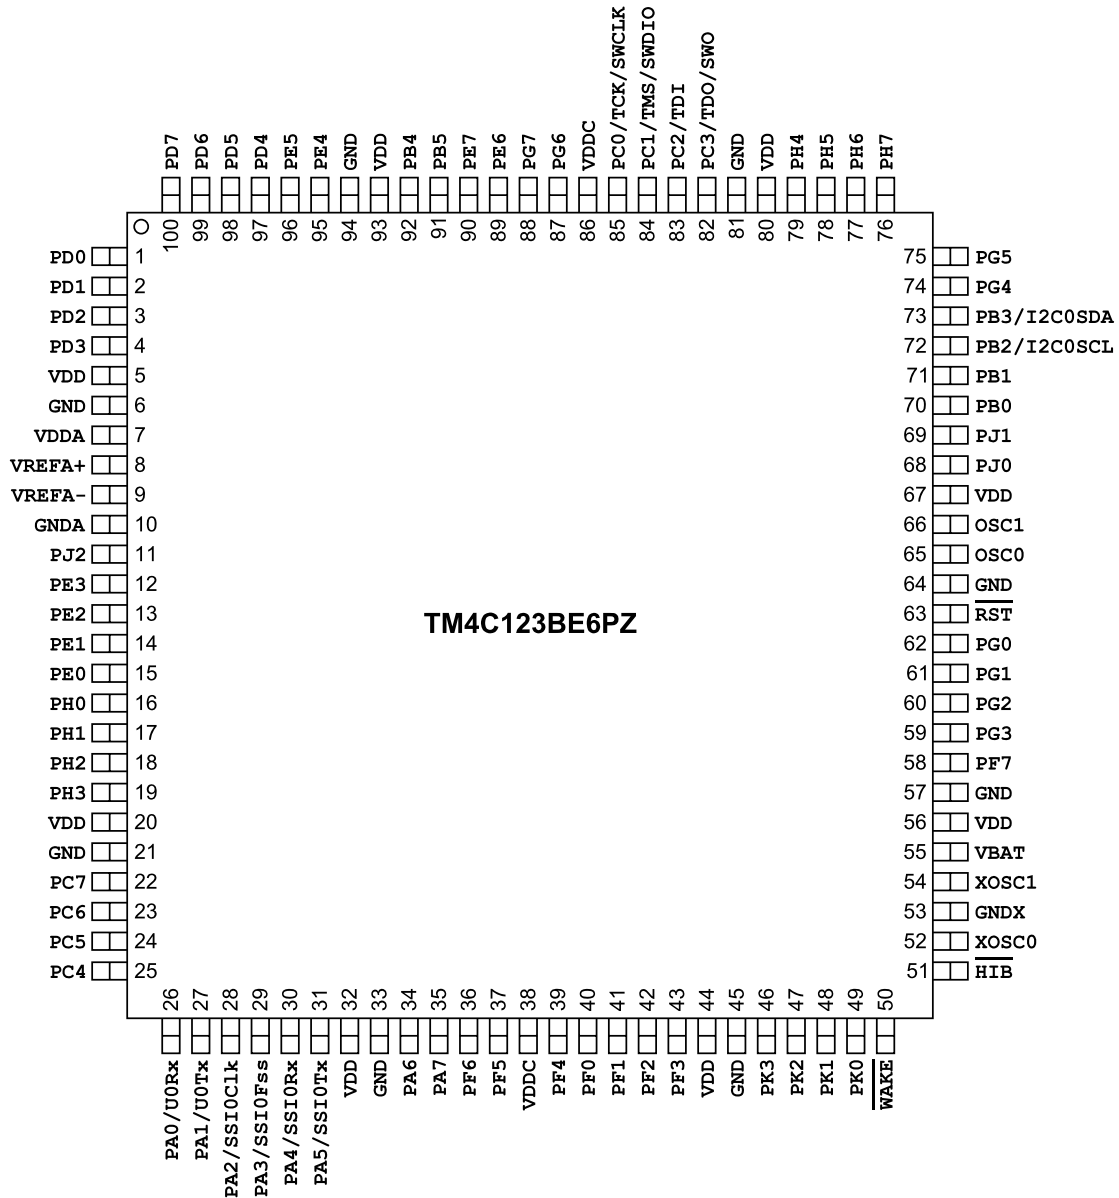 PC0/TCK/SWCLK
PC1/TMS/SWDIO
PC2/TDI
PC3/TDO/SWO
PD7 PD6 PD5 PD4 PE5 PE4 GND VDD PB4 PB5 PE7 PE6 PG7 PG6 VDDC GND VDD PH4 PH5 PH6 PH7
100 99 98 97 96 95 94 93 92 91 90 89 88 87 86 85 84 83 82 81 80 79 78 77 76
PD0 1 75 PG5
PD1 2 74 PG4
PD2 3 73 PB3/I2C0SDA
PD3 4 72 PB2/I2C0SCL
VDD 5 71 PB1
GND 6 70 PB0
VDDA 7 69 PJ1
VREFA+ 8 68 PJ0
VREFA- 9 67 VDD
GNDA 10 66 OSC1
PJ2 11 65 OSC0
PE3 12 64 GND
PE2 13 63 RST
TM4C123BE6PZ
PE1 14 62 PG0
PE0 15 61 PG1
PH0 16 60 PG2
PH1 17 59 PG3
PH2 18 58 PF7
PH3 19 57 GND
VDD 20 56 VDD
GND 21 55 VBAT
PC7 22 54 XOSC1
PC6 23 53 GNDX
PC5 24 52 XOSC0
PC4 25 51 HIB
26 27 28 29 30 31 32 33 34 35 36 37 38 39 40 41 42 43 44 45 46 47 48 49 50
PA0/U0Rx
PA1/U0Tx
PA2/SSI0Clk
PA3/SSI0Fss
PA4/SSI0Rx
PA5/SSI0Tx
VDD GND PA6 PA7 PF6 PF5 VDDC PF4 PF0 PF1 PF2 PF3 VDD GND PK3 PK2 PK1 PK0 WAKE